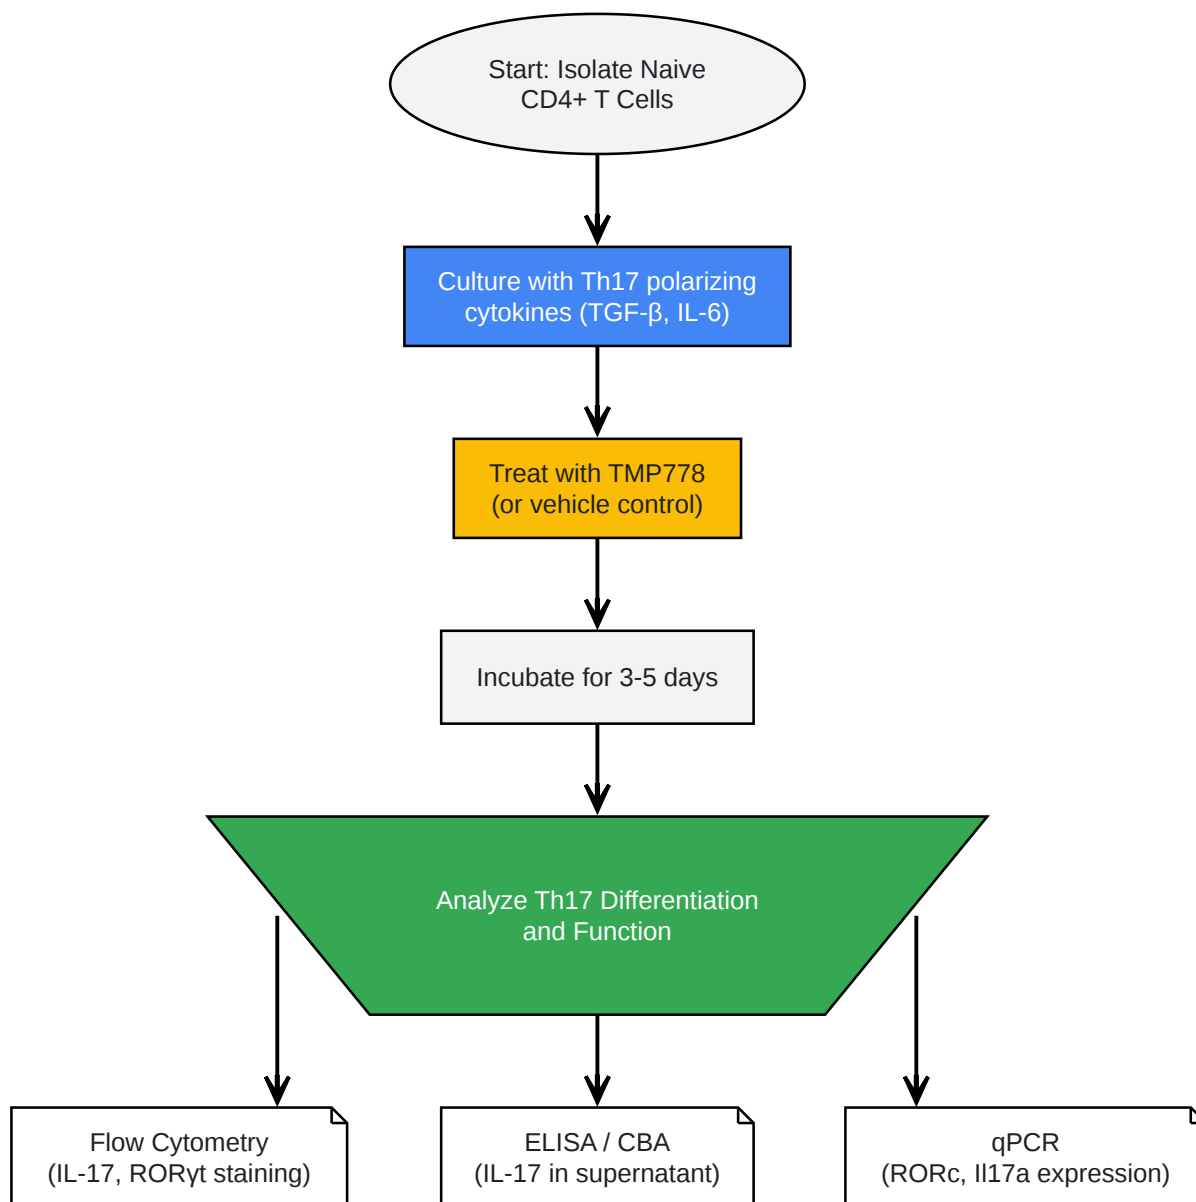 Start: Isolate Naive
CD4+ T Cells
Culture with Th17 polarizing
cytokines (TGF-β, IL-6)
Treat with TMP778
(or vehicle control)
Incubate for 3-5 days
Analyze Th17 Differentiation
and Function
Flow Cytometry
(IL-17, RORγt staining)
ELISA / CBA
(IL-17 in supernatant)
qPCR
(RORc, Il17a expression)